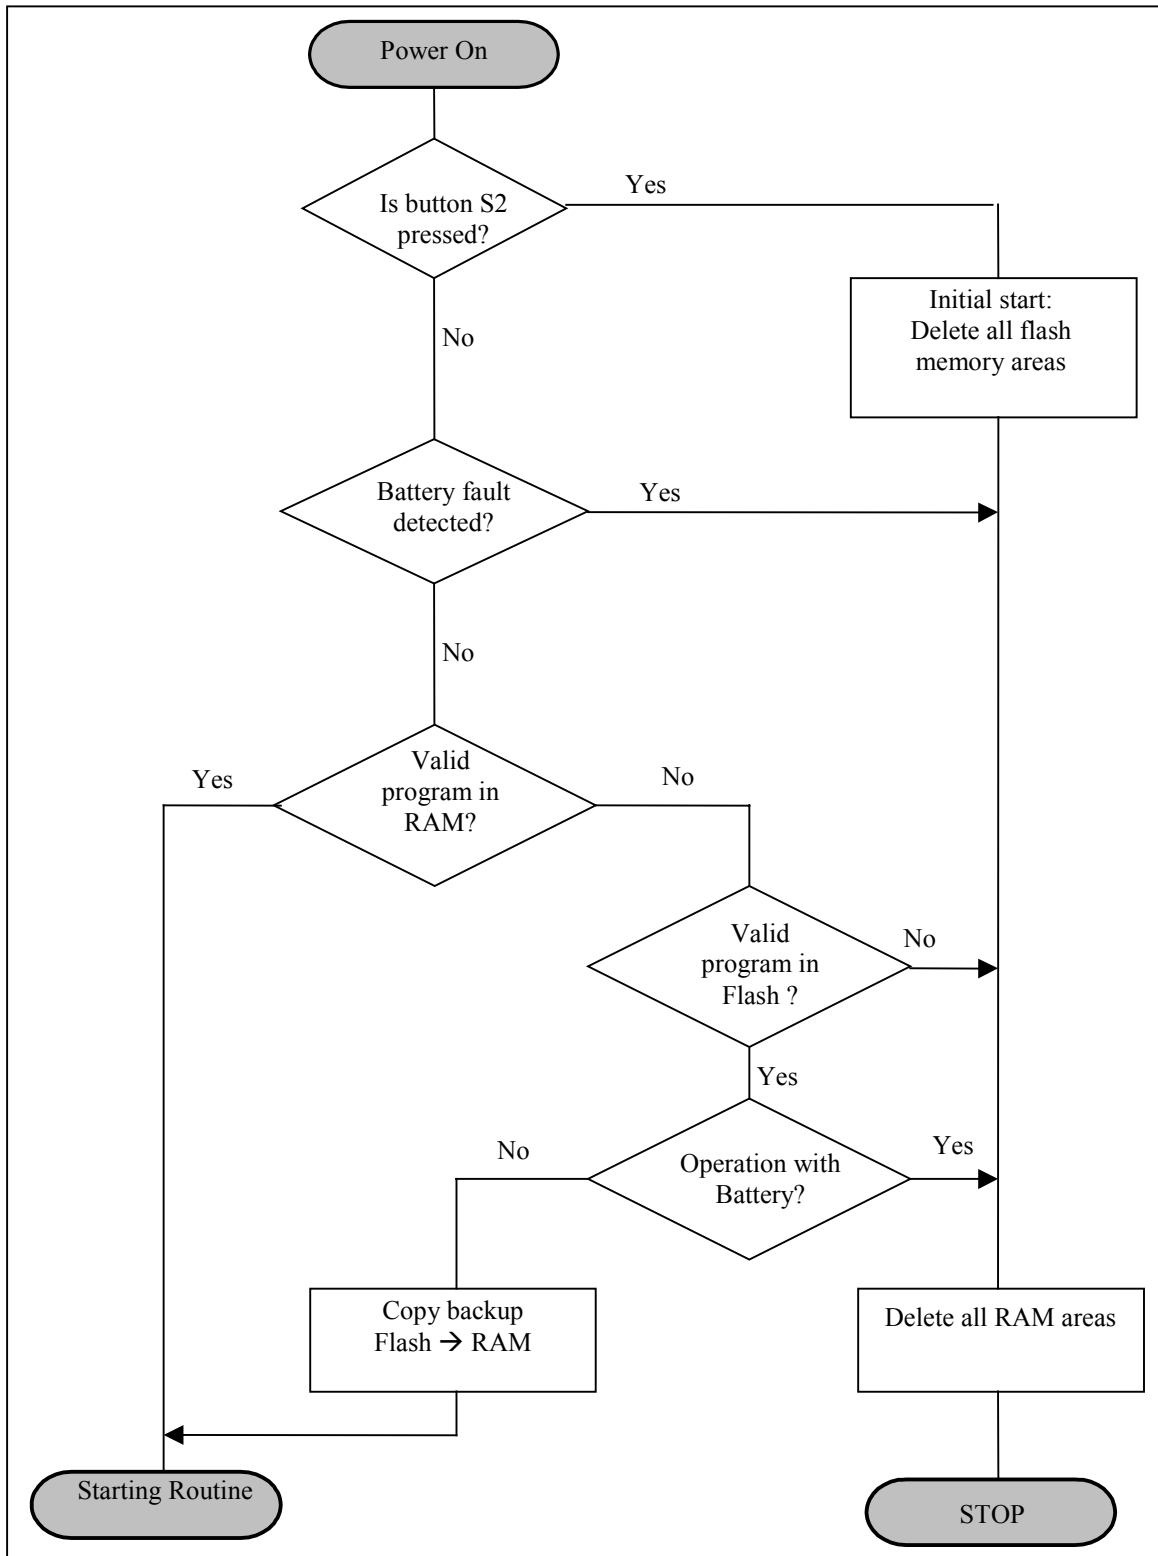 Power On
Is button S2
pressed?
Yes
Initial start:
Delete all flash
memory areas
No
Battery fault
detected?
Yes
No
Valid
program in
RAM?
Yes
No
Valid
program in
Flash ?
No
Yes
Operation with
Battery?
No
Yes
Copy backup
Flash → RAM
Delete all RAM areas
Starting Routine
STOP